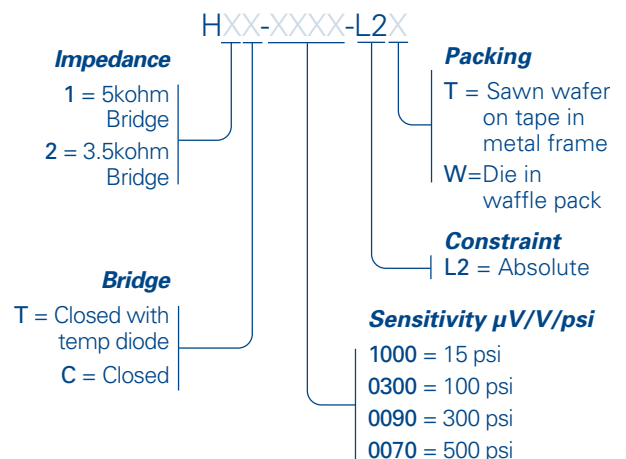 HXX-XXXX-L2X
Impedance
1 = 5kohm
Bridge
2 = 3.5kohm
Bridge
Bridge
T = Closed with
temp diode
C = Closed
Packing
T = Sawn wafer
on tape in
metal frame
W=Die in
waffle pack
Constraint
L2 = Absolute
Sensitivity µV/V/psi
1000 = 15 psi
0300 = 100 psi
0090 = 300 psi
0070 = 500 psi